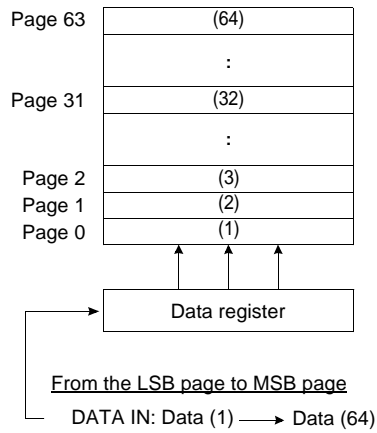 Page 63 (64)
:
Page 31 (32)
:
Page 2 (3)
Page 1 (2)
Page 0 (1)
Data register
From the LSB page to MSB page
DATA IN: Data (1) Data (64)